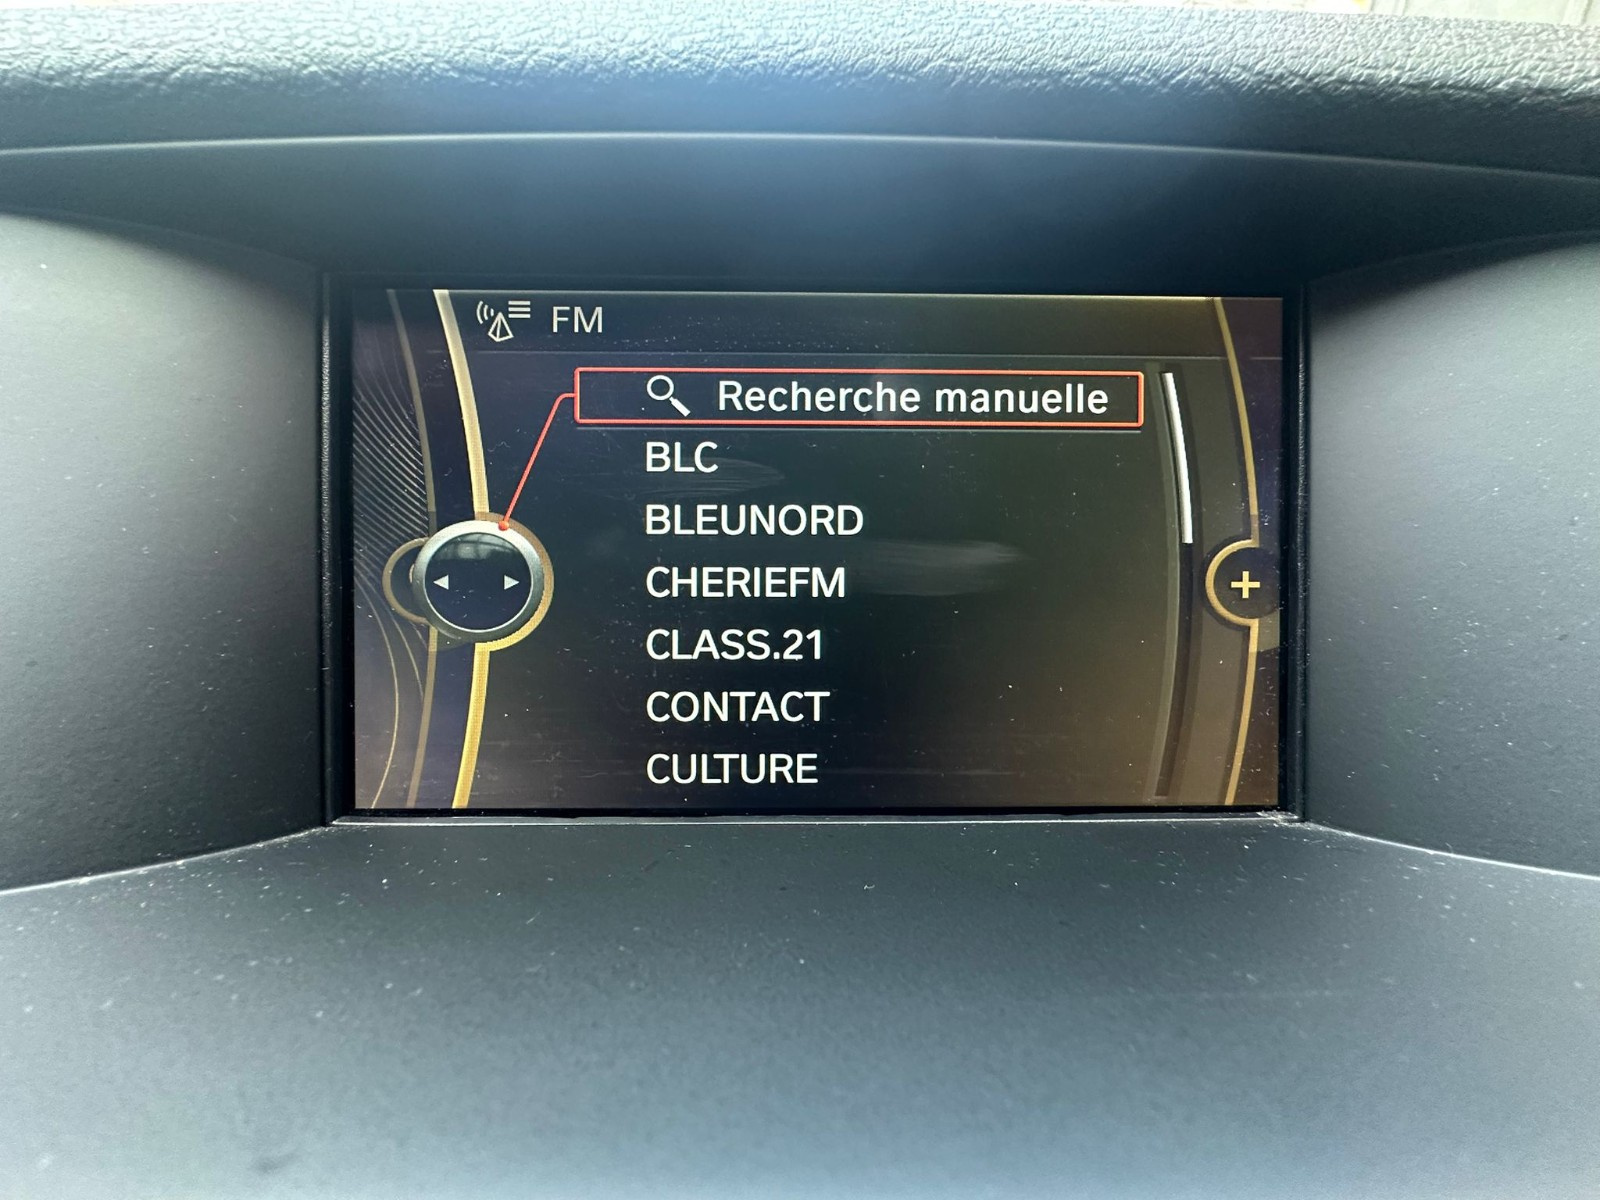 FM
Recherche manuelle
BLC
BLEUNORD
CHERIEFM
CLASS.21
CONTACT
CULTURE